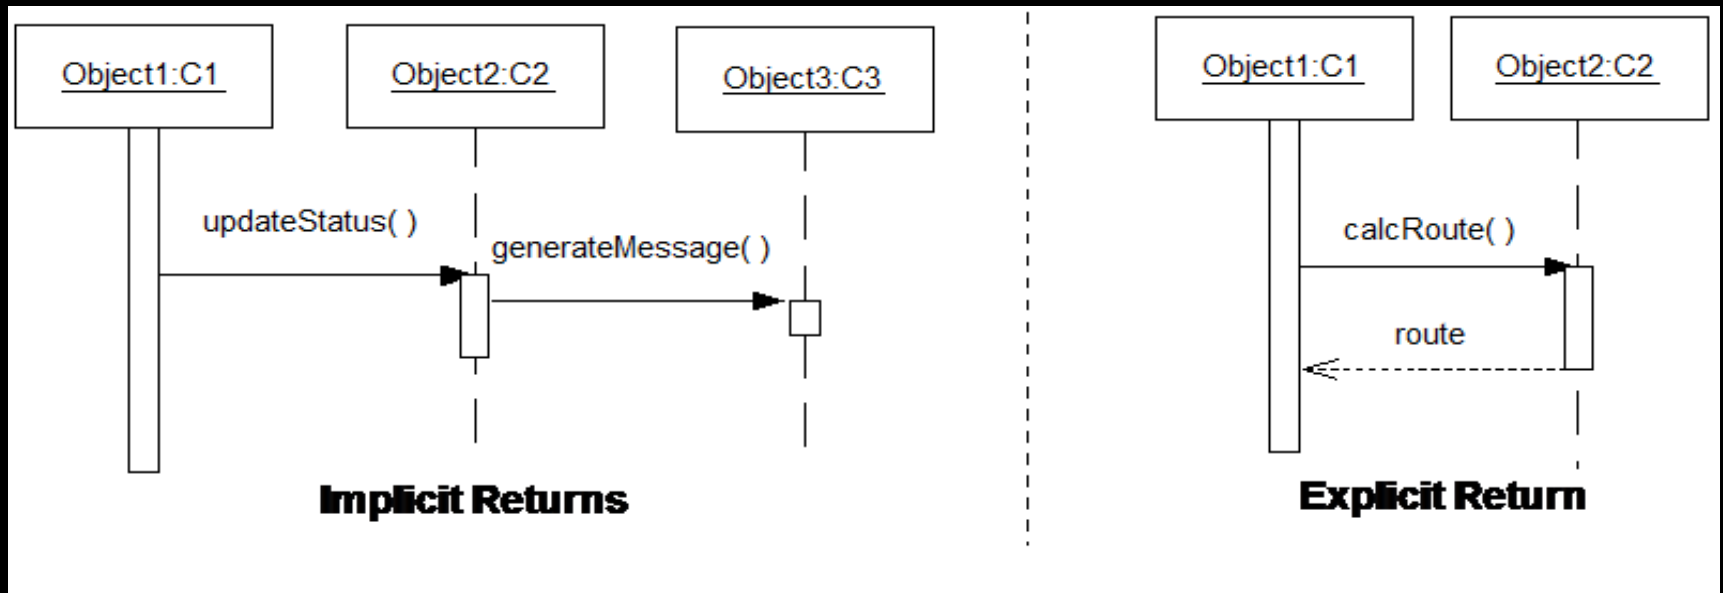 Object1:C1
Object2:C2
Object3:C3
updateStatus( )
generateMessage( )
Implicit Returns
Object1:C1
Object2:C2
calcRoute( )
route
Explicit Return